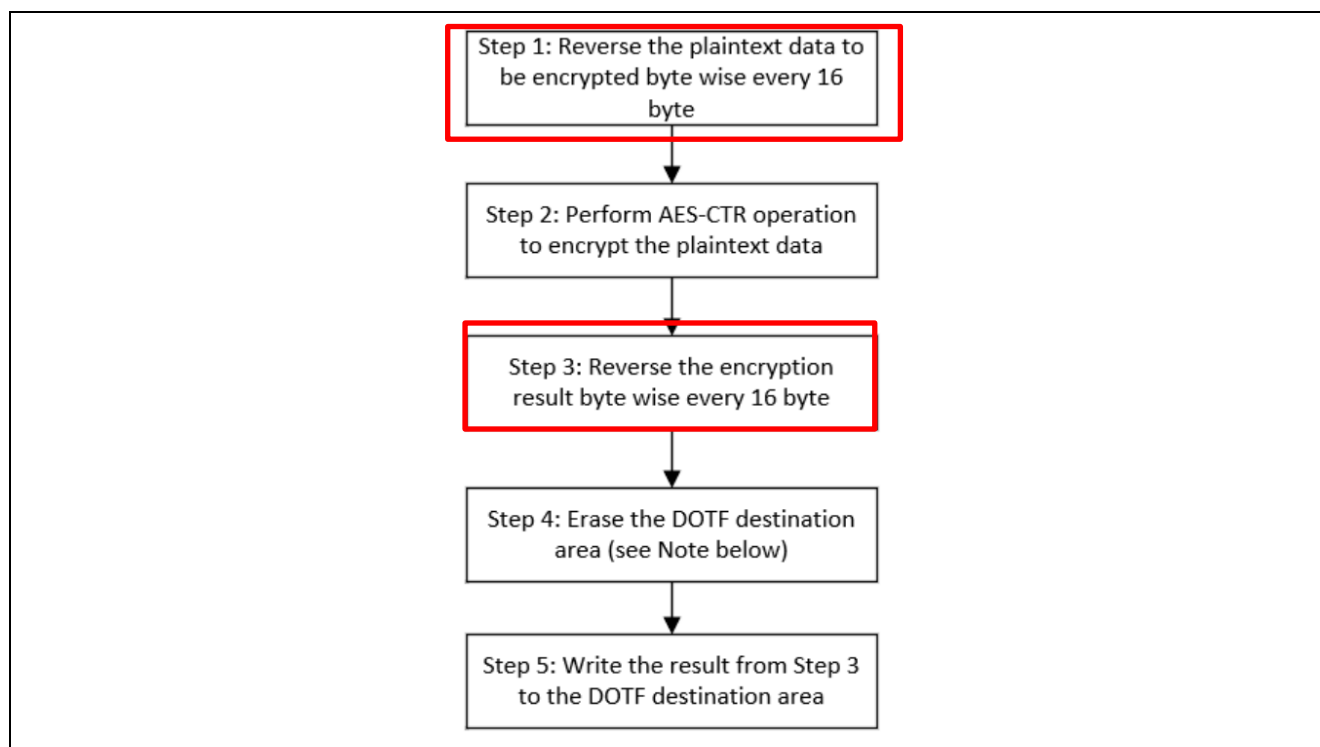 Step 1: Reverse the plaintext data to
be encrypted byte wise every 16
byte
Step 2: Perform AES-CTR operation
to encrypt the plaintext data
Step 3: Reverse the encryption
result byte wise every 16 byte
Step 4: Erase the DOTF destination
area (see Note below)
Step 5: Write the result from Step 3
to the DOTF destination area